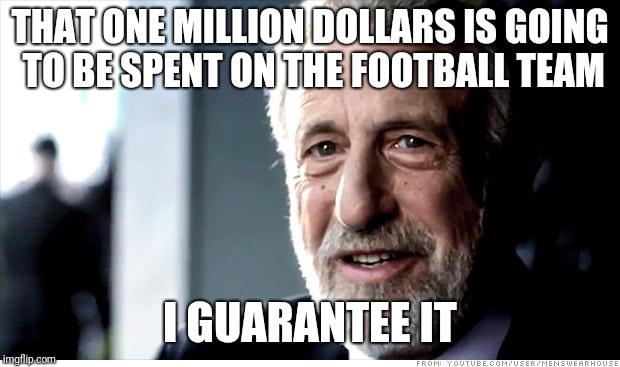 THAT ONE MILLION DOLLARS IS GOING
TO BE SPENT ON THE FOOTBALL TEAM
I GUARANTEE IT
imgflip.com
FROM: YOUTUBE.COM/USER/MENSWEARHOUSE